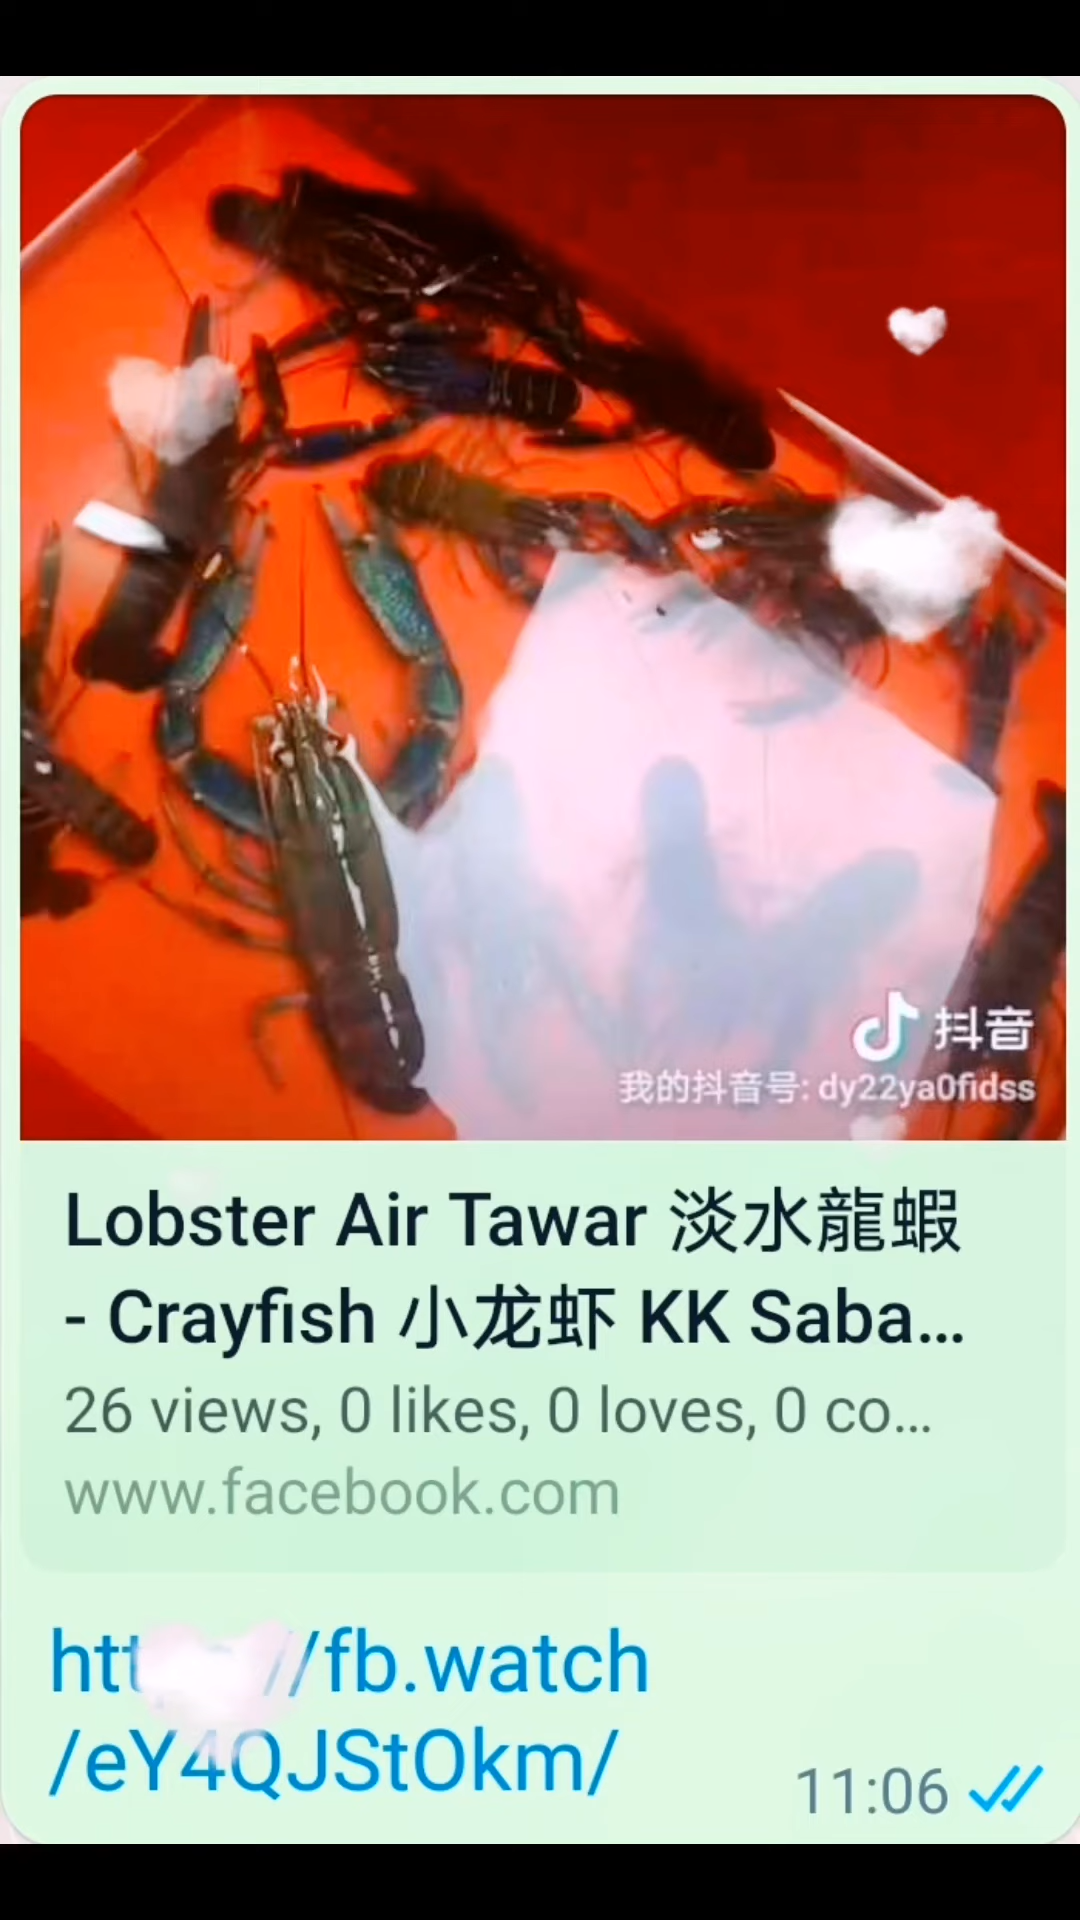 抖音
我的抖音号: dy22ya0fidss
Lobster Air Tawar 淡水龍蝦
- Crayfish 小龙虾 KK Saba...
26 views, 0 likes, 0 loves, 0 co...
www.facebook.com
//fb.watch
/eY4QJStOkm/
11:06